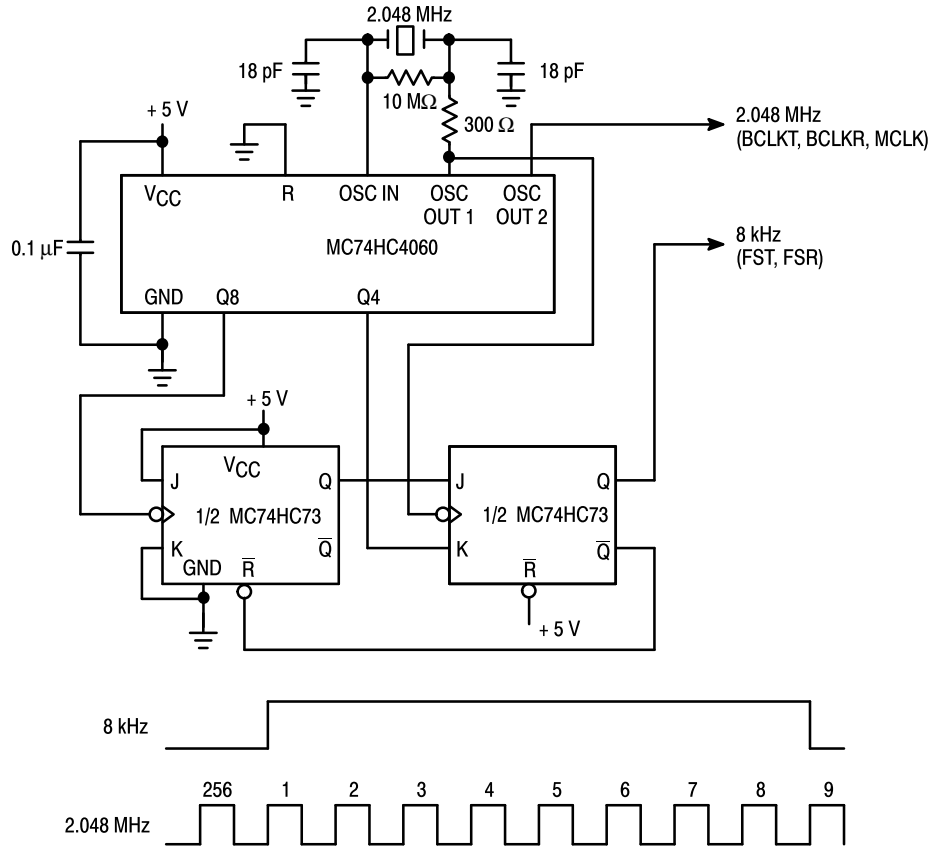 2.048 MHz
18 pF
18 pF
10 MΩ
300 Ω
+ 5 V
2.048 MHz
(BCLKT, BCLKR, MCLK)
VCC
R
OSC IN
OSC
OUT 1
OSC
OUT 2
0.1 µF
MC74HC4060
8 kHz
(FST, FSR)
GND
Q8
Q4
+ 5 V
VCC
J
Q
1/2 MC74HC73
K
Q̅
GND
R̅
J
Q
1/2 MC74HC73
K
Q̅
R̅
+ 5 V
8 kHz
256 1 2 3 4 5 6 7 8 9
2.048 MHz